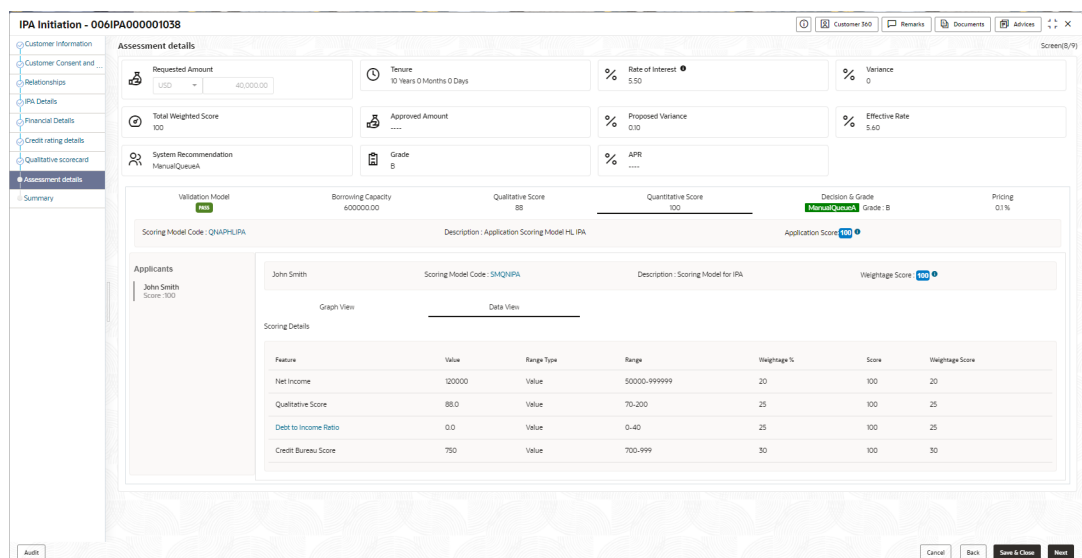 IPA Initiation - 006IPA000001038
Customer 360 Remarks Documents Advices
Customer Information
Customer Consent and ...
Relationships
IPA Details
Financial Details
Credit rating details
Qualitative scorecard
Assessment details
Summary
Assessment details Screen(8/9)
Requested Amount
USD 40,000.00
Tenure
10 Years 0 Months 0 Days
Rate of Interest
5.50
Variance
0
Total Weighted Score
100
Approved Amount
----
Proposed Variance
0.10
Effective Rate
5.60
System Recommendation
ManualQueueA
Grade
B
APR
----
Validation Model
PASS
Borrowing Capacity
600000.00
Qualitative Score
88
Quantitative Score
100
Decision & Grade
ManualQueueA Grade : B
Pricing
0.1 %
Scoring Model Code : QNAPHLIPA Description : Application Scoring Model HL IPA Application Score: 100
Applicants
John Smith
Score :100
John Smith Scoring Model Code : SMQNIPA Description : Scoring Model for IPA Weightage Score : 100
Graph View Data View
Scoring Details
Feature Value Range Type Range Weightage % Score Weightage Score
Net Income 120000 Value 50000-999999 20 100 20
Qualitative Score 88.0 Value 70-200 25 100 25
Debt to Income Ratio 0.0 Value 0-40 25 100 25
Credit Bureau Score 750 Value 700-999 30 100 30
Audit Cancel Back Save & Close Next